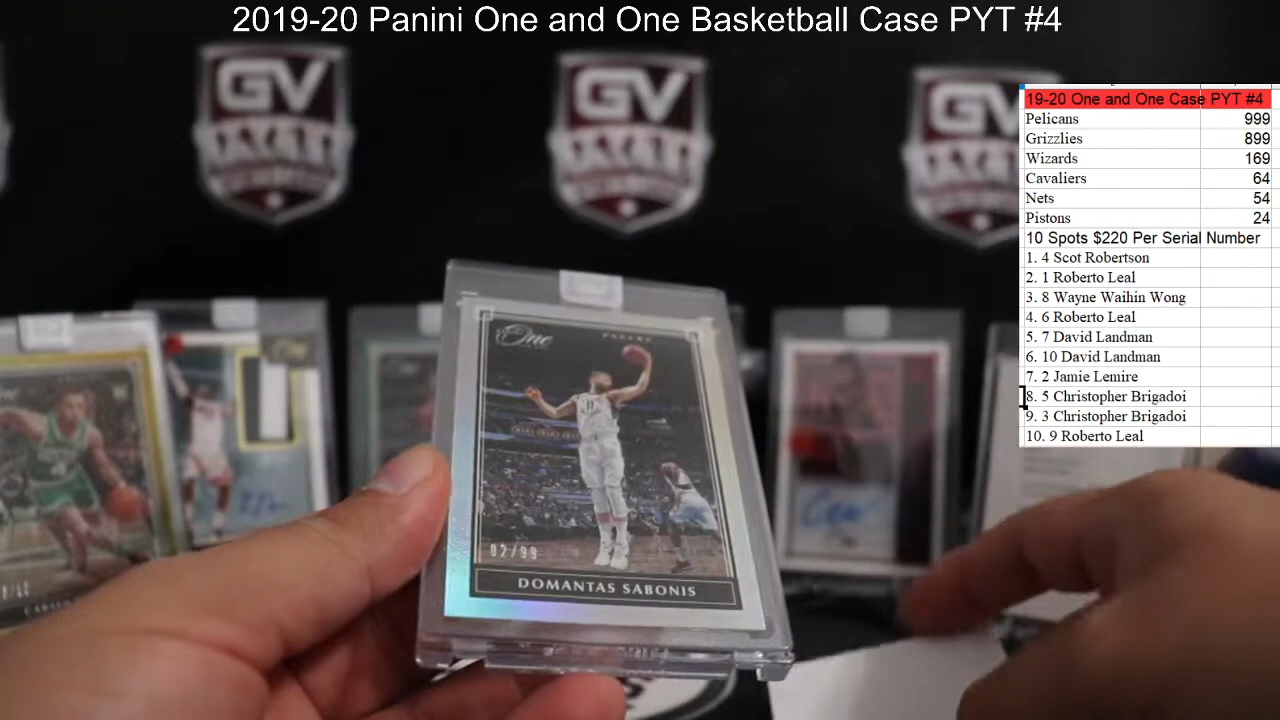 2019-20 Panini One and One Basketball Case PYT #4
GV
GV
GV
19-20 One and One Case PYT #4
Pelicans 999
Grizzlies 899
Wizards 169
Cavaliers 64
Nets 54
Pistons 24
10 Spots $220 Per Serial Number
1. 4 Scot Robertson
2. 1 Roberto Leal
3. 8 Wayne Waihin Wong
4. 6 Roberto Leal
5. 7 David Landman
6. 10 David Landman
7. 2 Jamie Lemire
8. 5 Christopher Brigadoi
9. 3 Christopher Brigadoi
10. 9 Roberto Leal
One
PANINI
02/99
DOMANTAS SABONIS